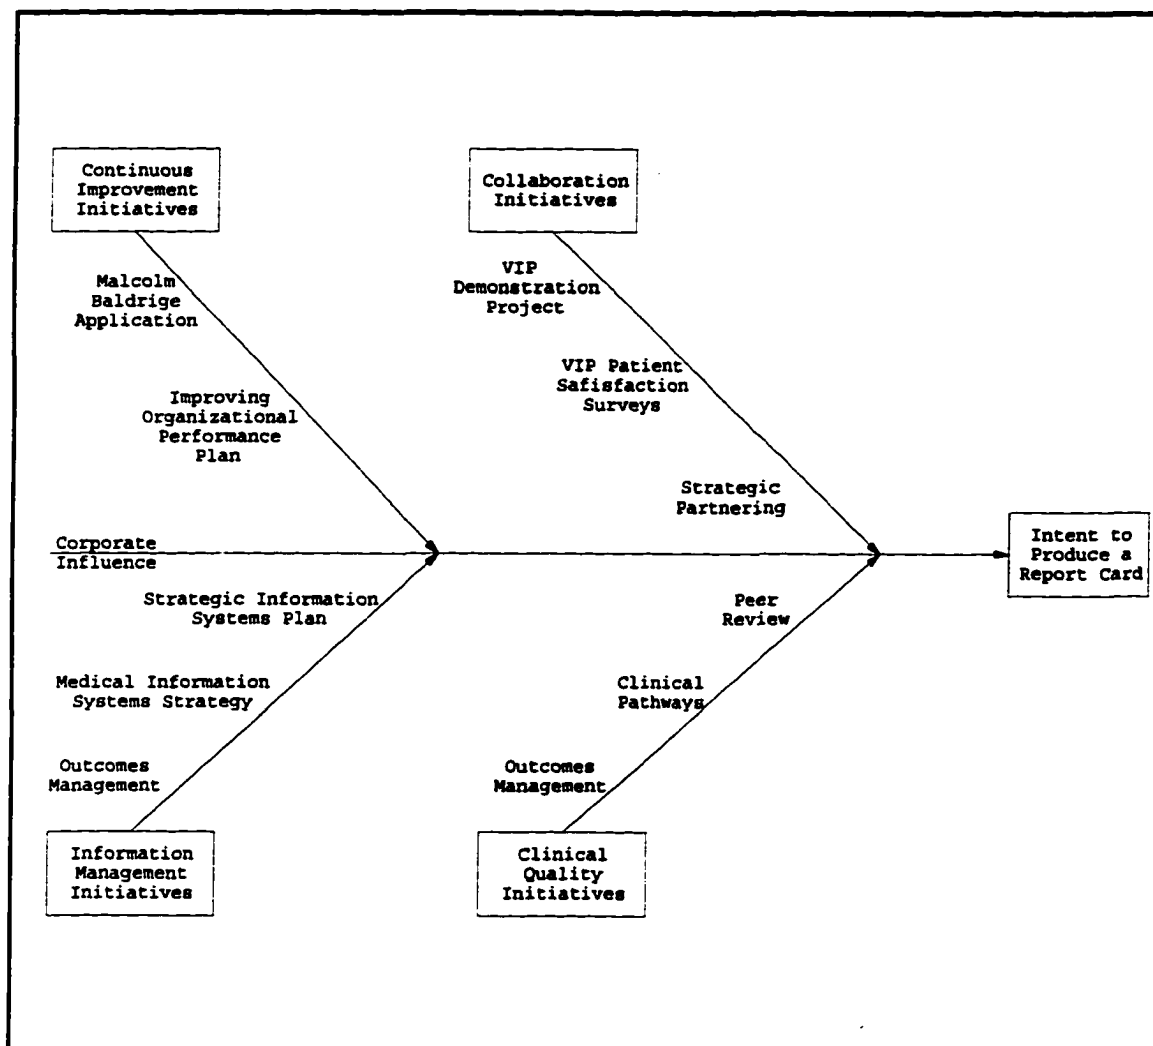 Continuous
Improvement
Initiatives
Collaboration
Initiatives
Malcolm
Baldrige
Application
VIP
Demonstration
Project
Improving
Organizational
Performance
Plan
VIP Patient
Safisfaction
Surveys
Strategic
Partnering
Corporate
Influence
Intent to
Produce a
Report Card
Strategic Information
Systems Plan
Peer
Review
Medical Information
Systems Strategy
Clinical
Pathways
Outcomes
Management
Outcomes
Management
Information
Management
Initiatives
Clinical
Quality
Initiatives